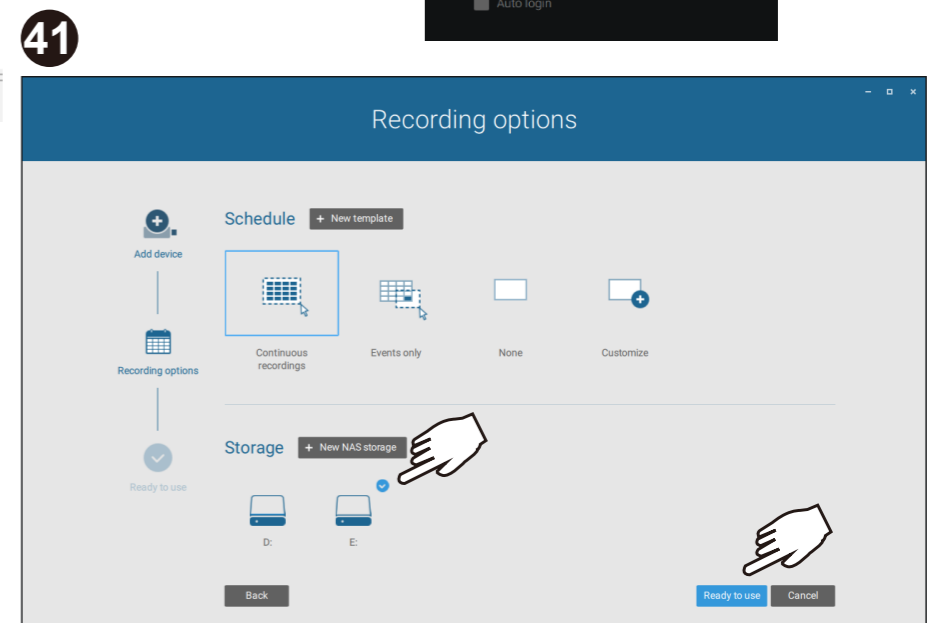 Auto login
41
Recording options
Schedule
+ New template
Add device
Continuous
recordings
Events only
None
Customize
Recording options
Storage
+ New NAS storage
Ready to use
D:
E:
Back
Ready to use
Cancel